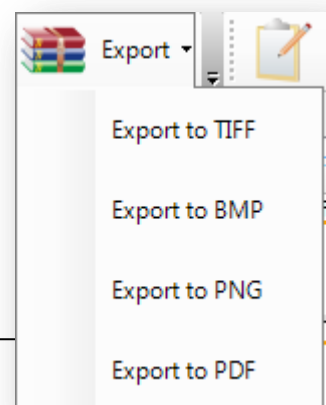 Export
Export to TIFF
Export to BMP
Export to PNG
Export to PDF